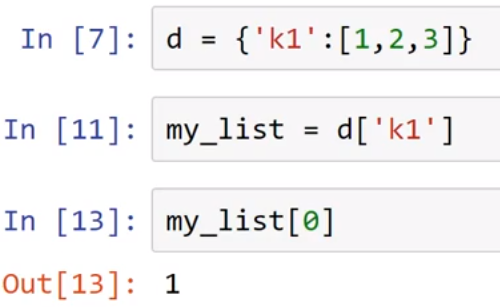 In [7]: d = {'k1':[1,2,3]}
In [11]: my_list = d['k1']
In [13]: my_list[0]
Out[13]: 1